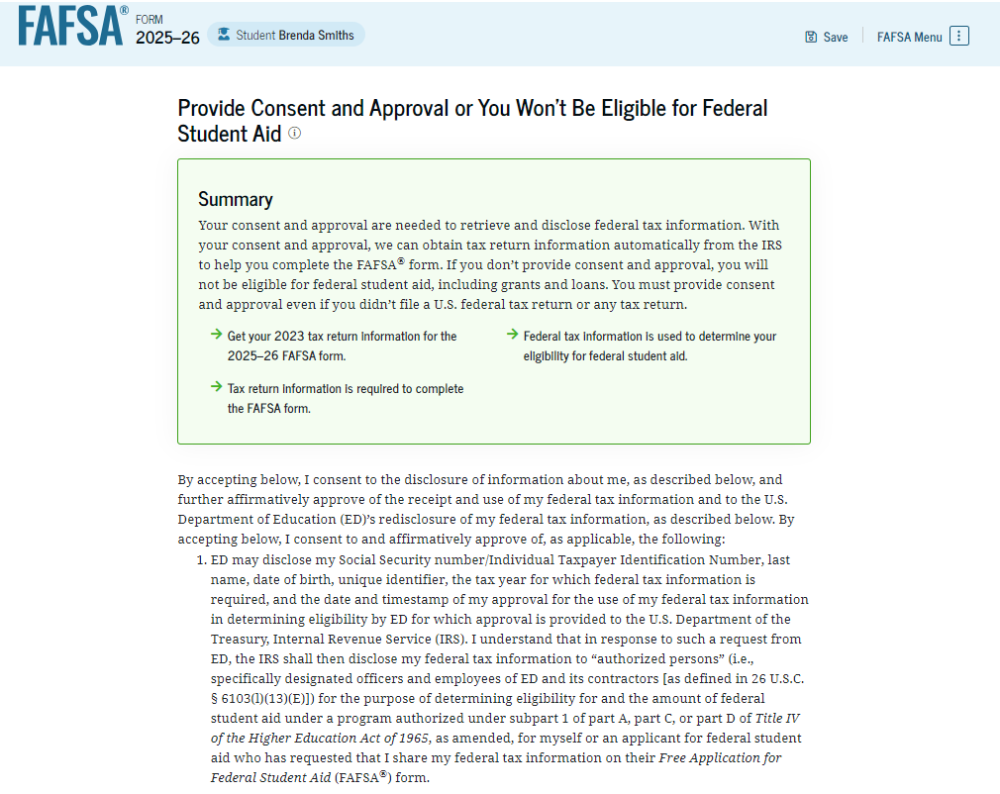 FAFSA® FORM
2025–26
Student Brenda Smiths
Save
FAFSA Menu
Provide Consent and Approval or You Won't Be Eligible for Federal
Student Aid
Summary
Your consent and approval are needed to retrieve and disclose federal tax information. With
your consent and approval, we can obtain tax return information automatically from the IRS
to help you complete the FAFSA® form. If you don't provide consent and approval, you will
not be eligible for federal student aid, including grants and loans. You must provide consent
and approval even if you didn't file a U.S. federal tax return or any tax return.
Get your 2023 tax return information for the
2025–26 FAFSA form.
Federal tax information is used to determine your
eligibility for federal student aid.
Tax return information is required to complete
the FAFSA form.
By accepting below, I consent to the disclosure of information about me, as described below, and
further affirmatively approve of the receipt and use of my federal tax information and to the U.S.
Department of Education (ED)'s redisclosure of my federal tax information, as described below. By
accepting below, I consent to and affirmatively approve of, as applicable, the following:
1. ED may disclose my Social Security number/Individual Taxpayer Identification Number, last
name, date of birth, unique identifier, the tax year for which federal tax information is
required, and the date and timestamp of my approval for the use of my federal tax information
in determining eligibility by ED for which approval is provided to the U.S. Department of the
Treasury, Internal Revenue Service (IRS). I understand that in response to such a request from
ED, the IRS shall then disclose my federal tax information to “authorized persons” (i.e.,
specifically designated officers and employees of ED and its contractors [as defined in 26 U.S.C.
§ 6103(l)(13)(E)]) for the purpose of determining eligibility for and the amount of federal
student aid under a program authorized under subpart 1 of part A, part C, or part D of Title IV
of the Higher Education Act of 1965, as amended, for myself or an applicant for federal student
aid who has requested that I share my federal tax information on their Free Application for
Federal Student Aid (FAFSA®) form.